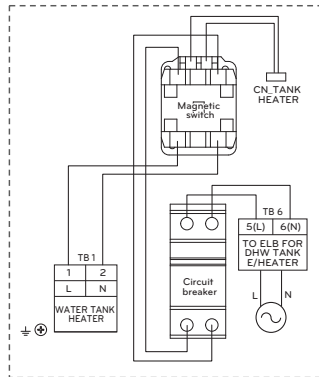 CN_TANK
HEATER
Magnetic
switch
TB 6
5(L) 6(N)
TO ELB FOR
DHW TANK
E/HEATER
L N
TB 1
1 2
L N
WATER TANK
HEATER
Circuit
breaker